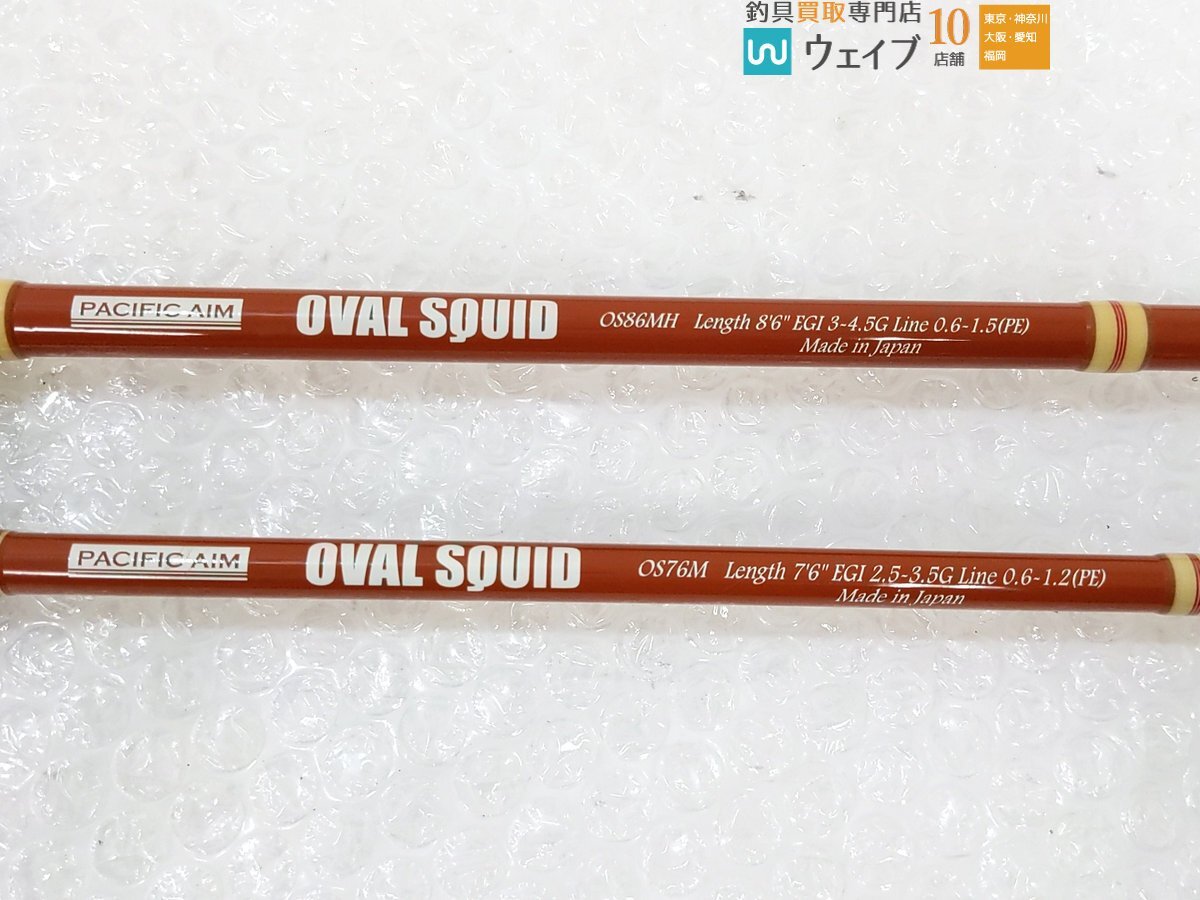 釣具買取専門店
ウェイブ
10
店舗
東京・神奈川
大阪・愛知
福岡
PACIFIC AIM OVAL SQUID OS86MH Length 8'6" EGI 3-4.5G Line 0.6-1.5(PE)
Made in Japan
PACIFIC AIM OVAL SQUID OS76M Length 7'6" EGI 2.5-3.5G Line 0.6-1.2(PE)
Made in Japan